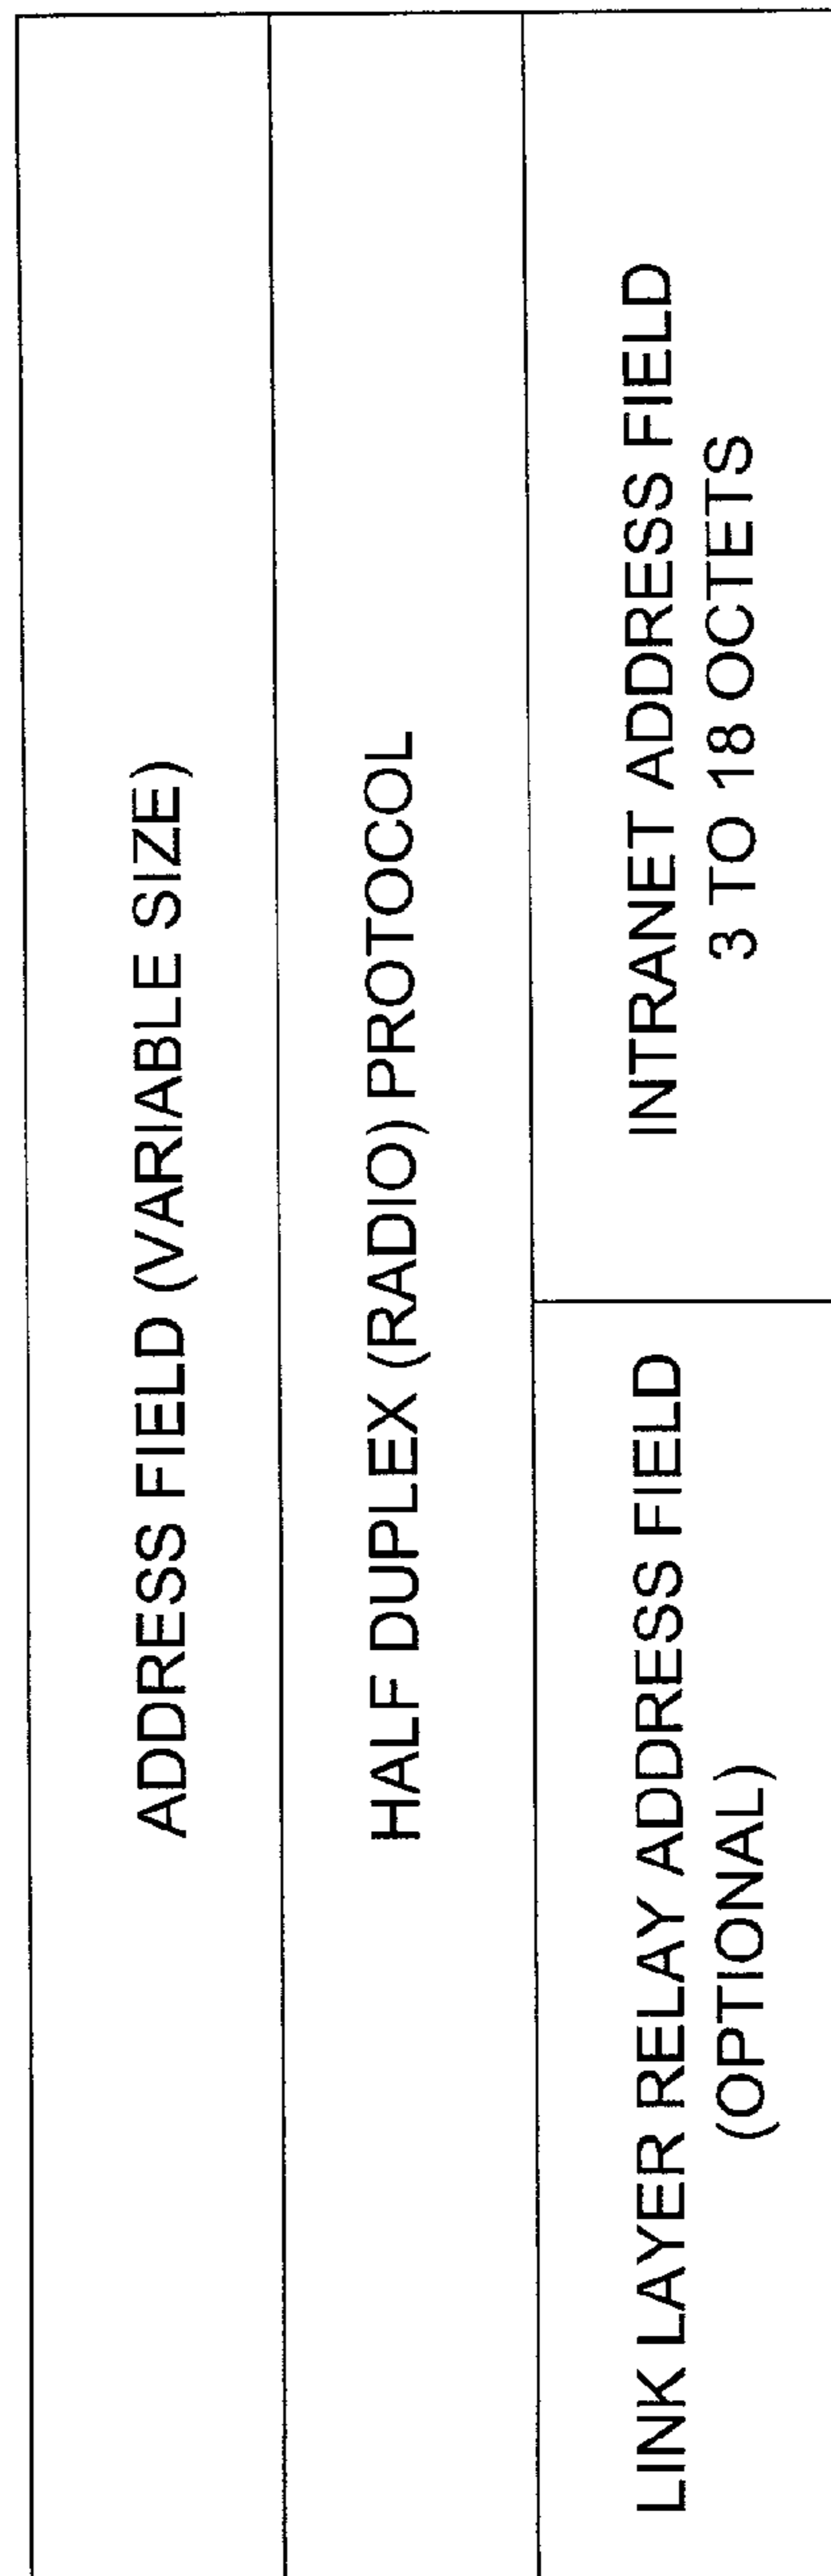 ADDRESS FIELD (VARIABLE SIZE)
HALF DUPLEX (RADIO) PROTOCOL
LINK LAYER RELAY ADDRESS FIELD
(OPTIONAL)
INTRANET ADDRESS FIELD
3 TO 18 OCTETS